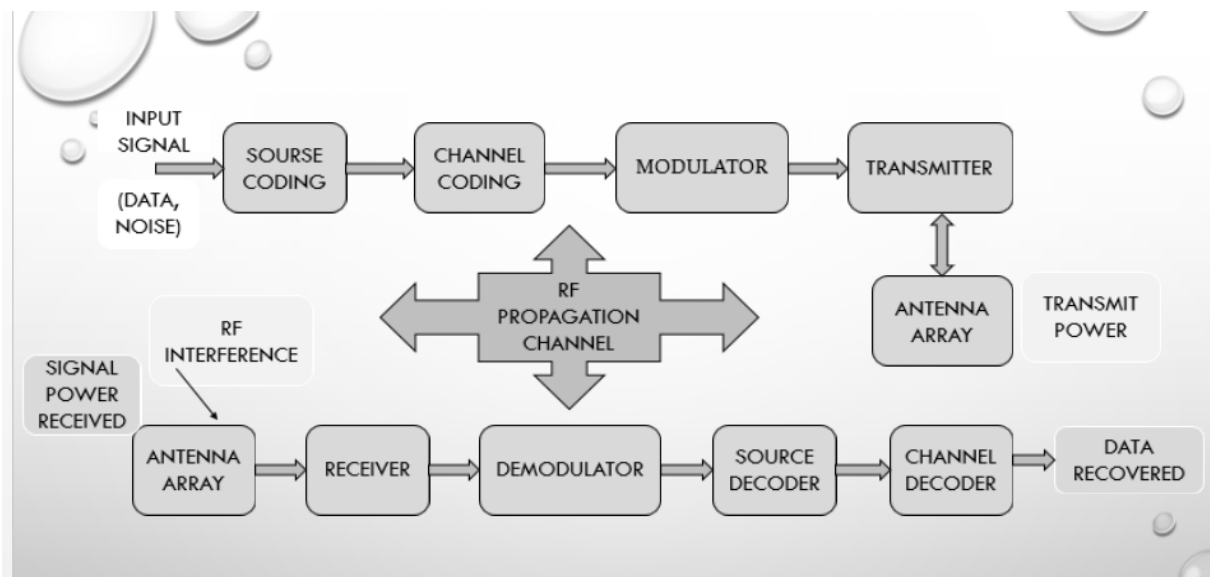 INPUT
SIGNAL
(DATA,
NOISE)
SOURSE
CODING
CHANNEL
CODING
MODULATOR
TRANSMITTER
RF
PROPAGATION
CHANNEL
ANTENNA
ARRAY
TRANSMIT
POWER
RF
INTERFERENCE
SIGNAL
POWER
RECEIVED
ANTENNA
ARRAY
RECEIVER
DEMODULATOR
SOURCE
DECODER
CHANNEL
DECODER
DATA
RECOVERED